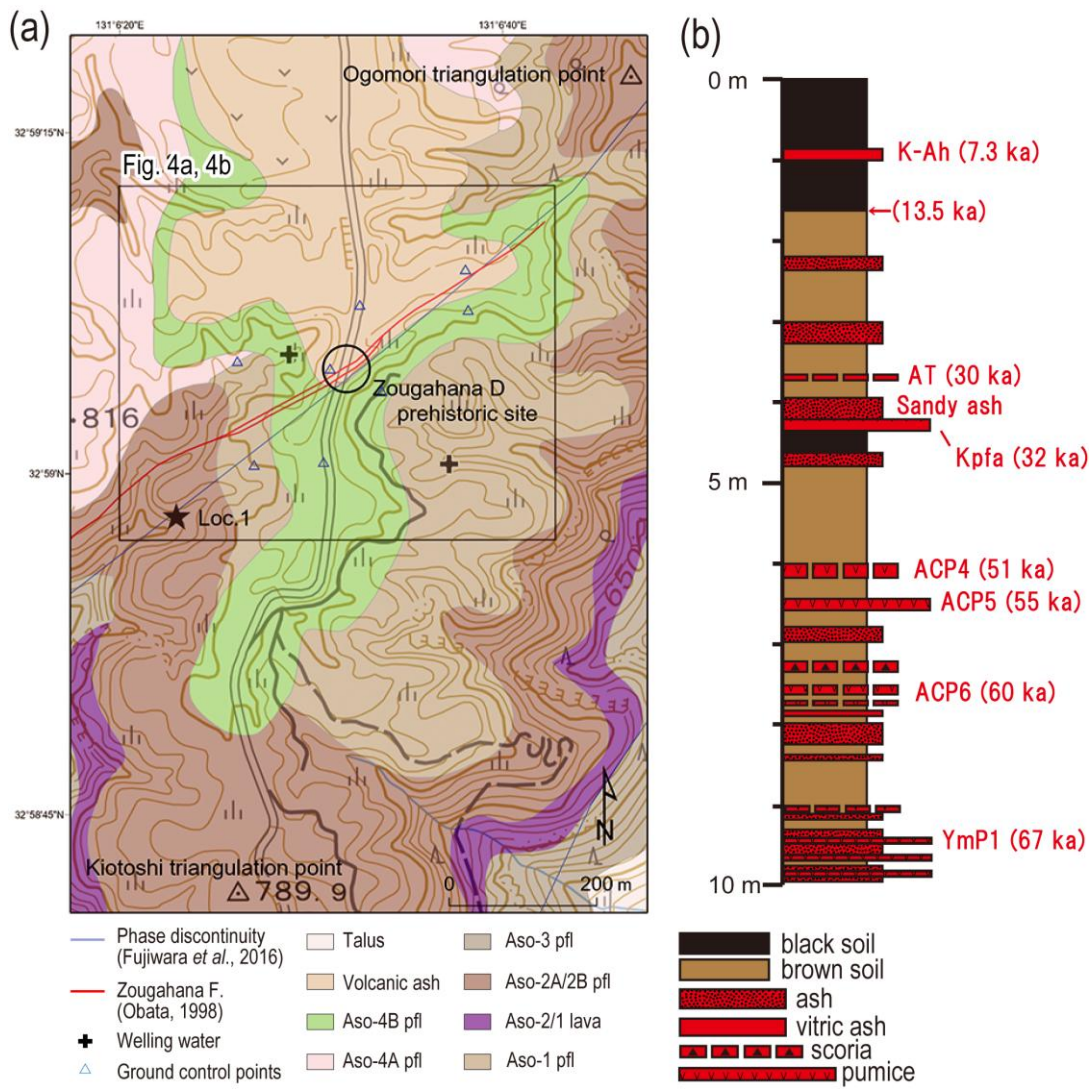 (a)
131°6'20"E
131°6'40"E
Ogomori triangulation point
32°59'15"N
Fig. 4a, 4b
Zougahana D
prehistoric site
816
32°59'N
Loc.1
650
32°58'45"N
N
Kiotoshi triangulation point
789.9
0
200 m
Phase discontinuity
(Fujiwara et al., 2016)
Zougahana F.
(Obata, 1998)
Welling water
Ground control points
Talus
Volcanic ash
Aso-4B pfl
Aso-4A pfl
Aso-3 pfl
Aso-2A/2B pfl
Aso-2/1 lava
Aso-1 pfl
(b)
0 m
K-Ah (7.3 ka)
(13.5 ka)
AT (30 ka)
Sandy ash
Kpfa (32 ka)
5 m
ACP4 (51 ka)
ACP5 (55 ka)
ACP6 (60 ka)
YmP1 (67 ka)
10 m
black soil
brown soil
ash
vitric ash
scoria
pumice